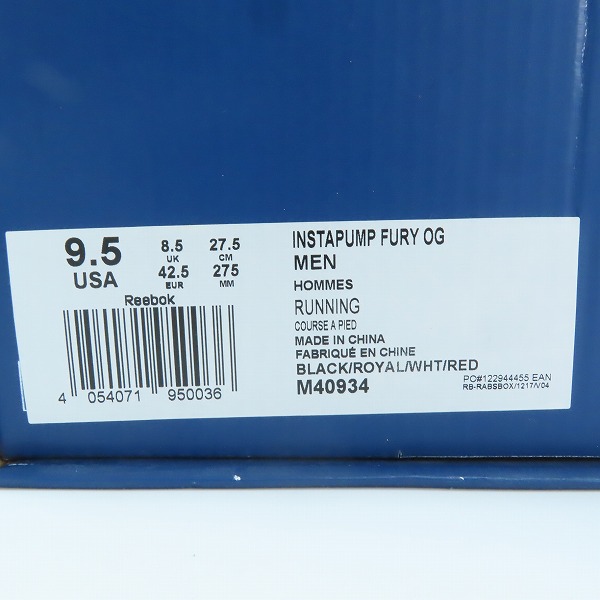 9.5
USA
8.5
UK
42.5
EUR
27.5
CM
275
MM
Reebok
4 054071 950036
INSTAPUMP FURY OG
MEN
HOMMES
RUNNING
COURSE A PIED
MADE IN CHINA
FABRIQUÉ EN CHINE
BLACK/ROYAL/WHT/RED
M40934
PC#122944455 EAN
RB-RABSBOX/1217/V04